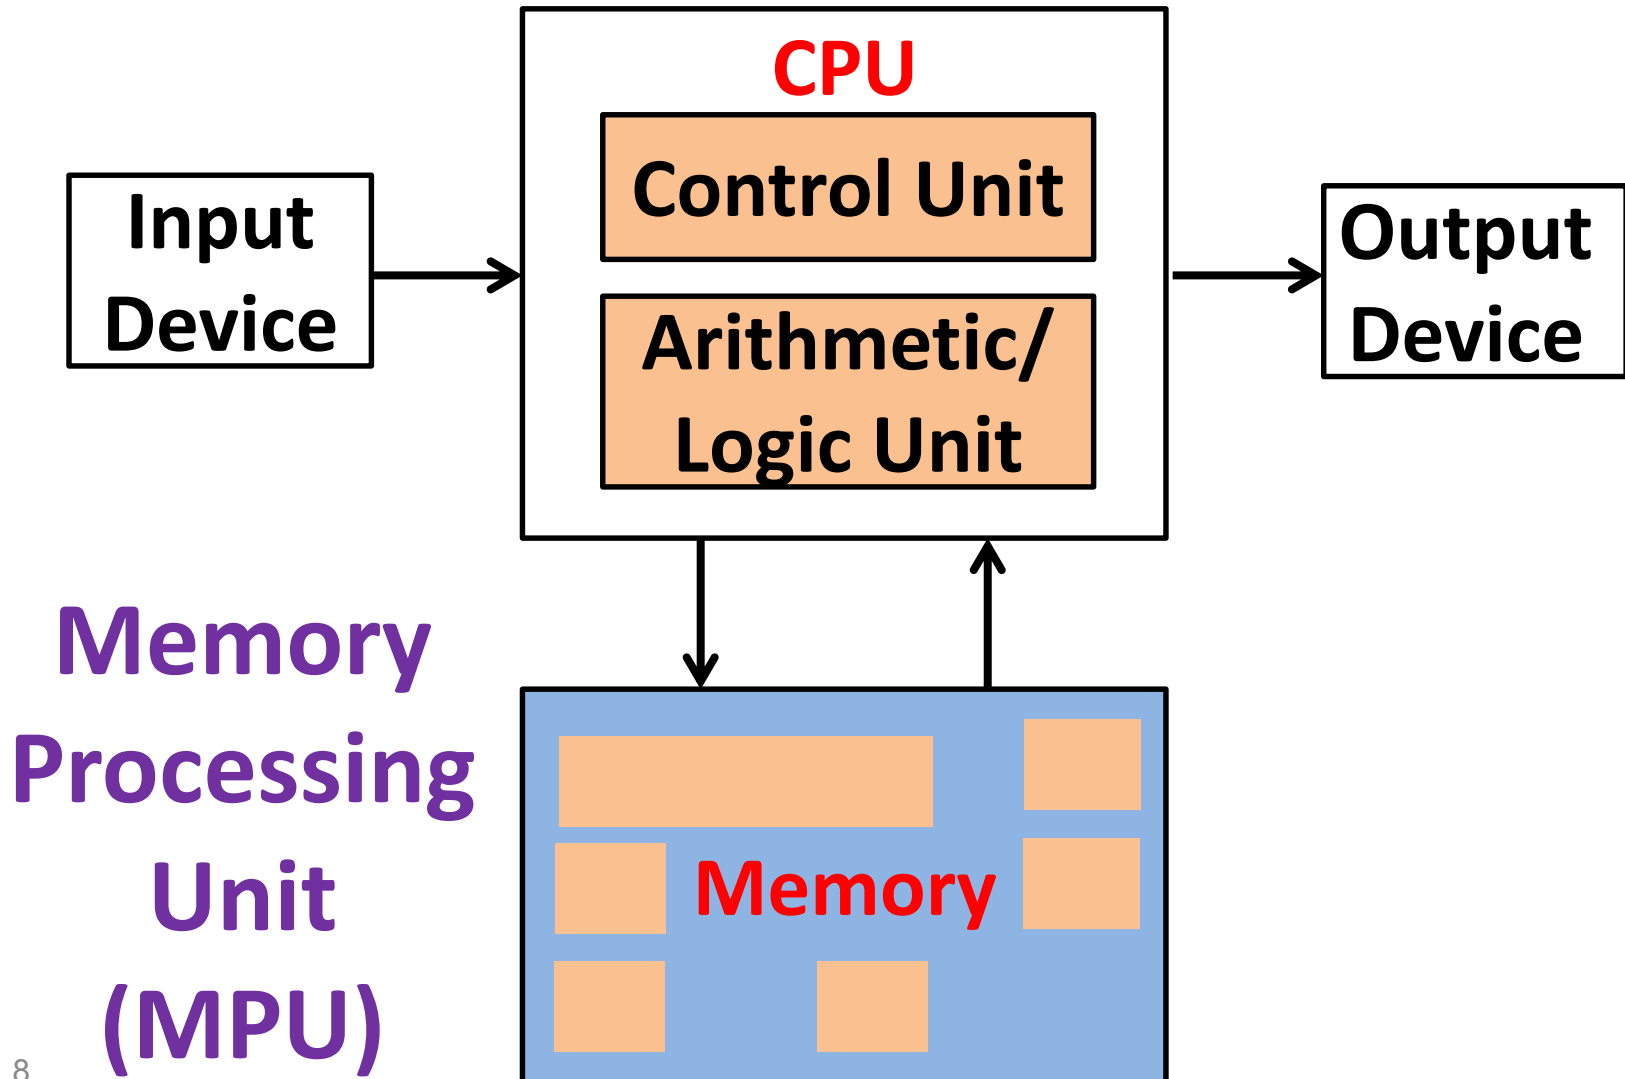 CPU
Control Unit
Arithmetic/
Logic Unit
Input
Device
Output
Device
Memory
Processing
Unit
(MPU)
Memory
8